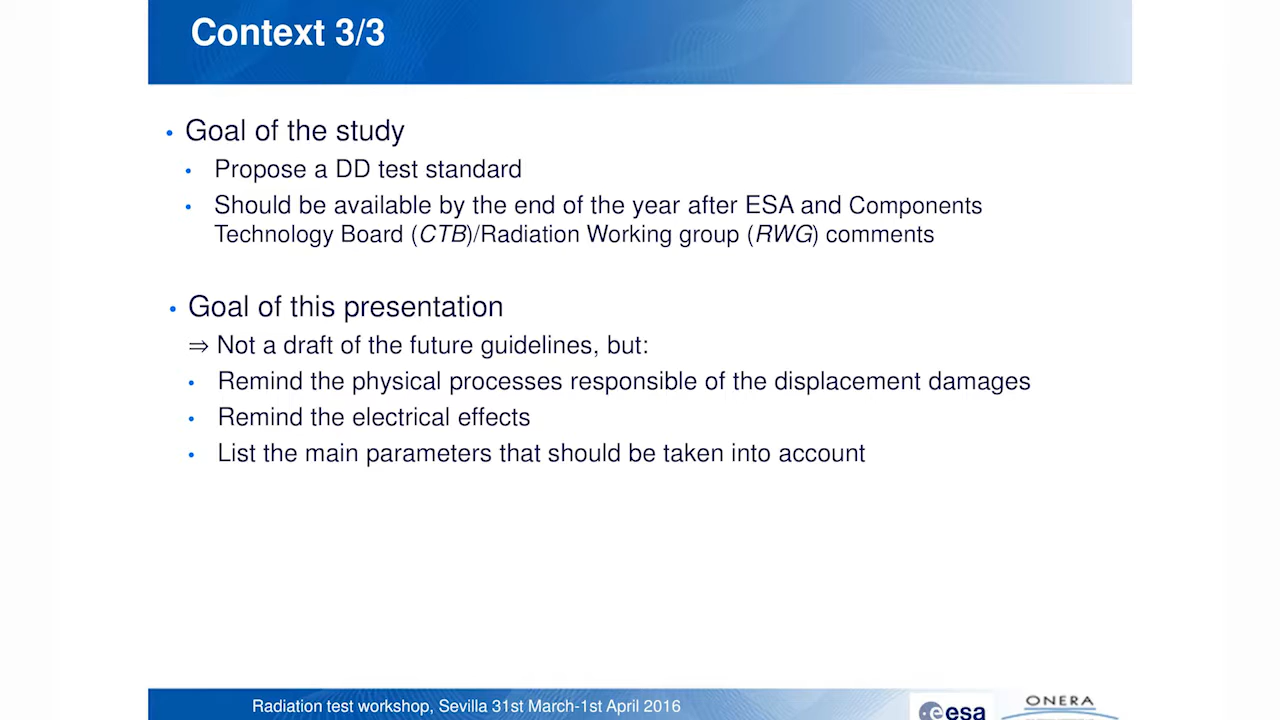 Context 3/3
• Goal of the study
• Propose a DD test standard
• Should be available by the end of the year after ESA and Components
Technology Board (CTB)/Radiation Working group (RWG) comments
• Goal of this presentation
⇒ Not a draft of the future guidelines, but:
• Remind the physical processes responsible of the displacement damages
• Remind the electrical effects
• List the main parameters that should be taken into account
Radiation test workshop, Sevilla 31st March-1st April 2016
esa
ONERA